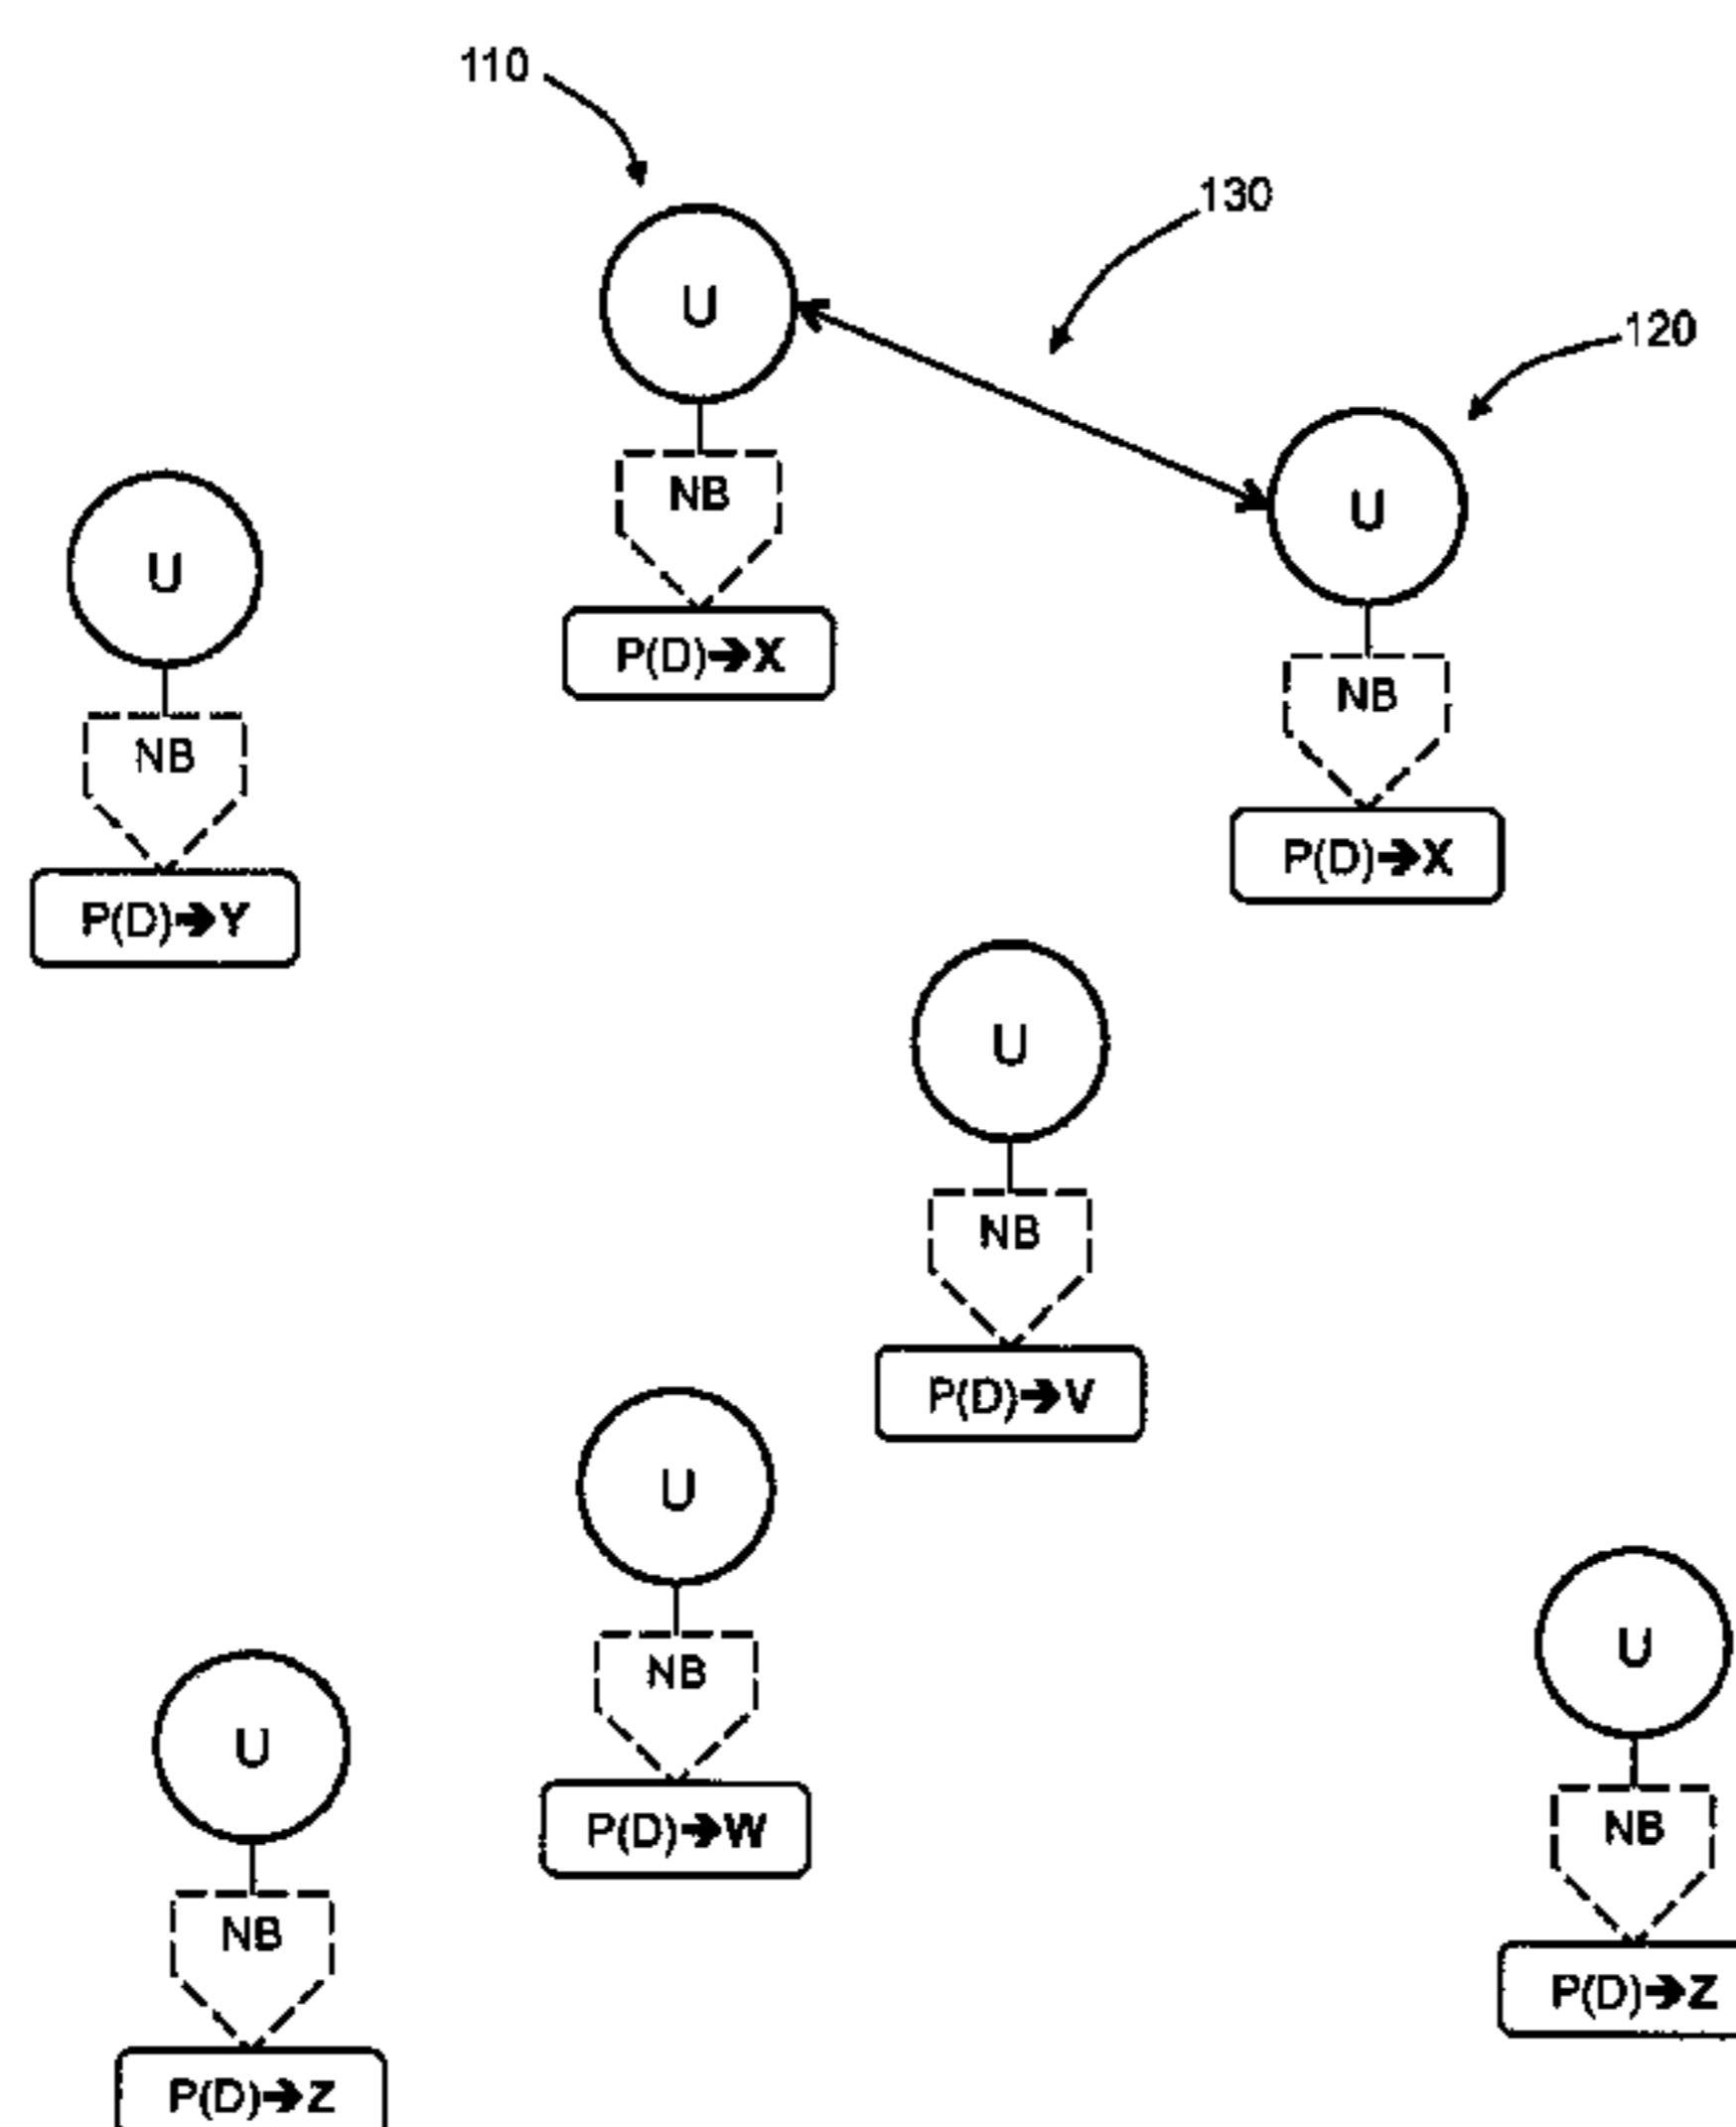 110
130
120
U
U
U
NB
NB
NB
P(D)➔X
P(D)➔X
P(D)➔Y
U
NB
P(D)➔V
U
NB
P(D)➔W
U
NB
P(D)➔Z
U
NB
P(D)➔Z